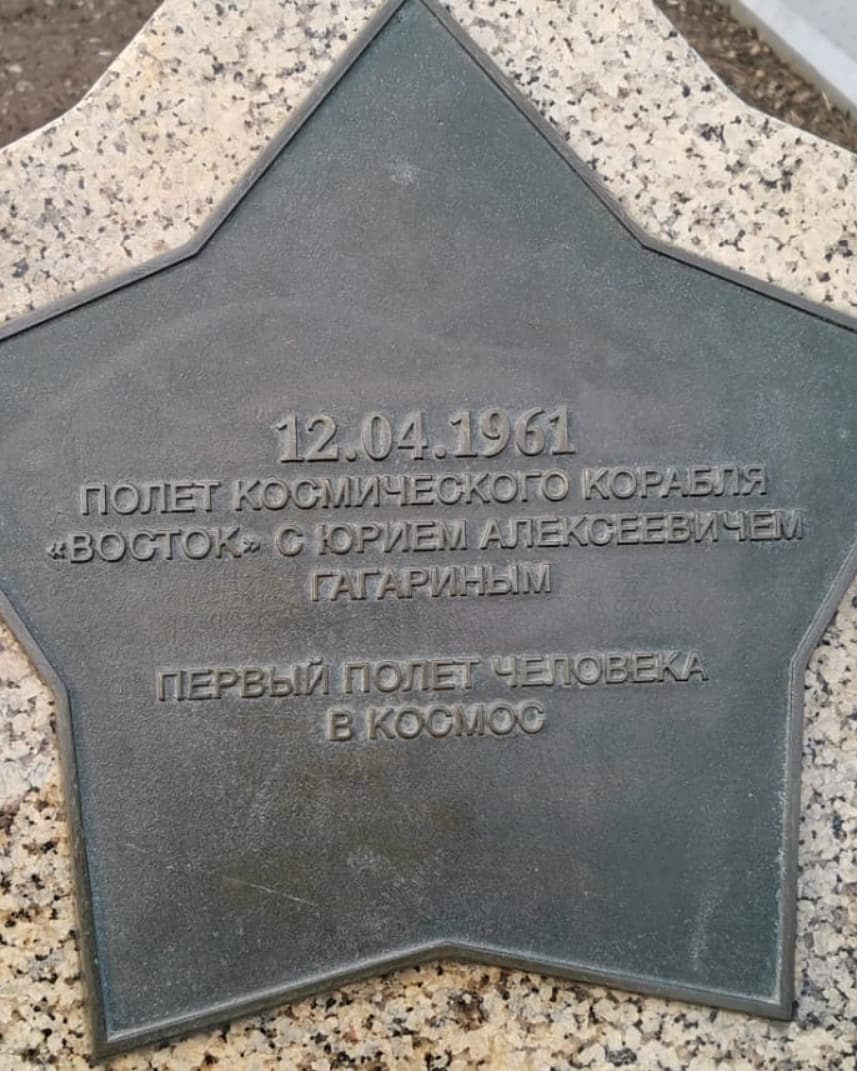 12.04.1961
ПОЛЕТ КОСМИЧЕСКОГО КОРАБЛЯ
«ВОСТОК» С ЮРИЕМ АЛЕКСЕЕВИЧЕМ
ГАГАРИНЫМ
ПЕРВЫЙ ПОЛЕТ ЧЕЛОВЕКА
В КОСМОС